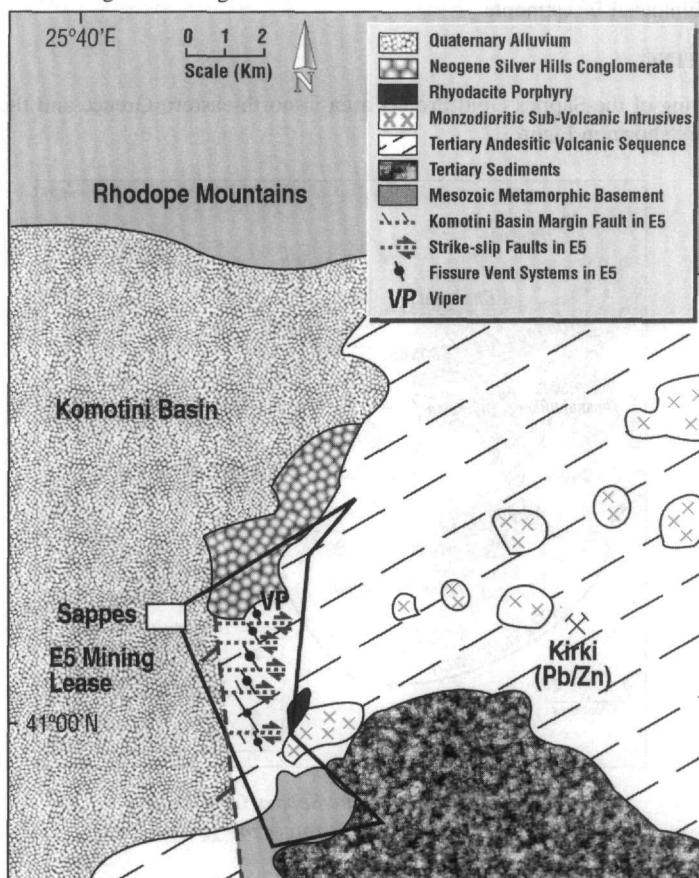 25°40'E
0 1 2
Scale (Km)
N
Quaternary Alluvium
Neogene Silver Hills Conglomerate
Rhyodacite Porphyry
Monzodioritic Sub-Volcanic Intrusives
Tertiary Andesitic Volcanic Sequence
Tertiary Sediments
Mesozoic Metamorphic Basement
Komotini Basin Margin Fault in E5
Strike-slip Faults in E5
Fissure Vent Systems in E5
VP Viper
Rhodope Mountains
Komotini Basin
VP
Sappes
E5 Mining
Lease
Kirki
(Pb/Zn)
41°00'N